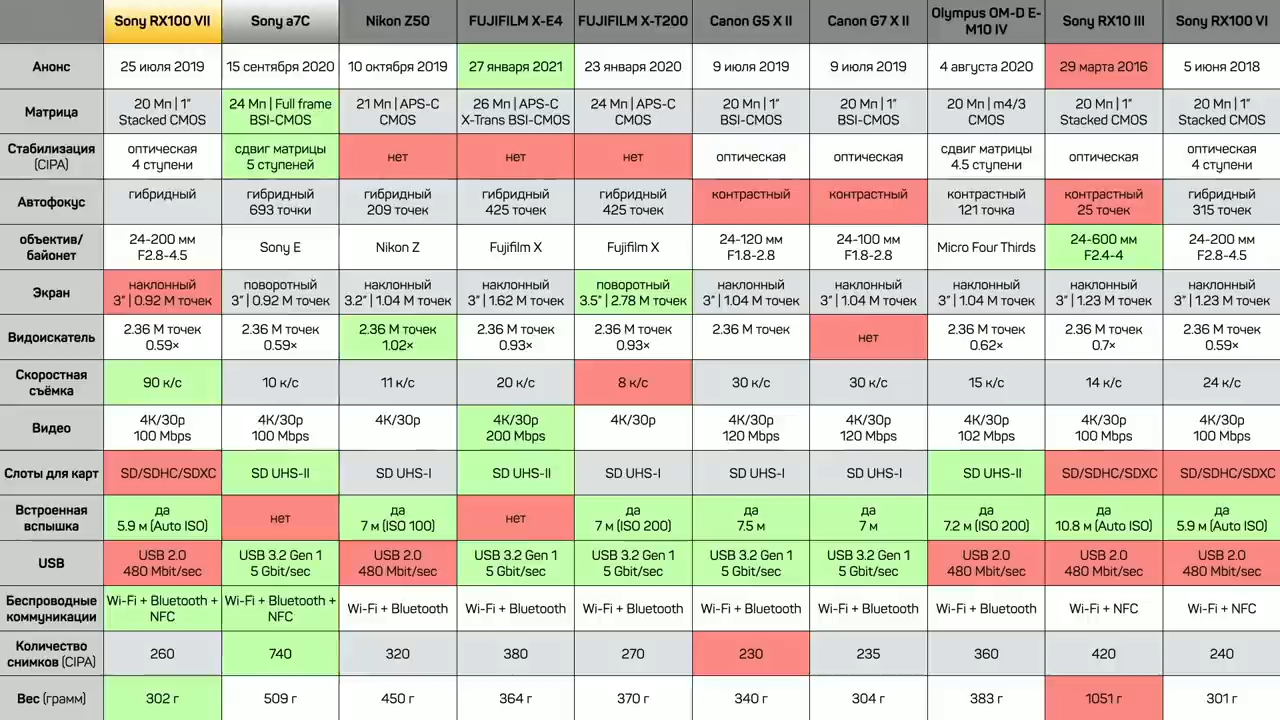 Sony RX100 VII Sony a7C Nikon Z50 FUJIFILM X-E4 FUJIFILM X-T200 Canon G5 X II Canon G7 X II Olympus OM-D E-M10 IV Sony RX10 III Sony RX100 VI
Анонс 25 июля 2019 15 сентября 2020 10 октября 2019 27 января 2021 23 января 2020 9 июля 2019 9 июля 2019 4 августа 2020 29 марта 2016 5 июня 2018
Матрица
20 Мп | 1" 24 Мп | Full frame 21 Мп | APS-C 26 Мп | APS-C 24 Мп | APS-C 20 Мп | 1" 20 Мп | 1" 20 Мп | m4/3 20 Мп | 1" 20 Мп | 1"
Stacked CMOS BSI-CMOS CMOS X-Trans BSI-CMOS CMOS BSI-CMOS BSI-CMOS CMOS Stacked CMOS Stacked CMOS
Стабилизация (CIPA)
оптическая сдвиг матрицы нет нет нет оптическая оптическая сдвиг матрицы оптическая оптическая
4 ступени 5 ступеней 4.5 ступени 4 ступени
Автофокус
гибридный гибридный гибридный гибридный гибридный контрастный контрастный контрастный контрастный гибридный
693 точки 209 точек 425 точек 425 точек 121 точка 25 точек 315 точек
объектив/байонет
24-200 мм Sony E Nikon Z Fujifilm X Fujifilm X 24-120 мм 24-100 мм Micro Four Thirds 24-600 мм 24-200 мм
F2.8-4.5 F1.8-2.8 F1.8-2.8 F2.4-4 F2.8-4.5
Экран
наклонный поворотный наклонный наклонный поворотный наклонный наклонный наклонный наклонный наклонный
3" | 0.92 М точек 3" | 0.92 М точек 3.2" | 1.04 М точек 3" | 1.62 М точек 3.5" | 2.78 М точек 3" | 1.04 М точек 3" | 1.04 М точек 3" | 1.04 М точек 3" | 1.23 М точек 3" | 1.23 М точек
Видоискатель
2.36 М точек 2.36 М точек 2.36 М точек 2.36 М точек 2.36 М точек 2.36 М точек нет 2.36 М точек 2.36 М точек 2.36 М точек
0.59× 0.59× 1.02× 0.93× 0.93× 0.62× 0.7× 0.59×
Скоростная съёмка
90 к/с 10 к/с 11 к/с 20 к/с 8 к/с 30 к/с 30 к/с 15 к/с 14 к/с 24 к/с
Видео
4К/30р 4К/30р 4К/30р 4К/30р 4К/30р 4К/30р 4К/30р 4К/30р 4К/30р 4К/30р
100 Mbps 100 Mbps 200 Mbps 120 Mbps 120 Mbps 102 Mbps 100 Mbps 100 Mbps
Слоты для карт SD/SDHC/SDXC SD UHS-II SD UHS-I SD UHS-II SD UHS-I SD UHS-I SD UHS-I SD UHS-II SD/SDHC/SDXC SD/SDHC/SDXC
Встроенная вспышка
да нет да нет да да да да да да
5.9 м (Auto ISO) 7 м (ISO 100) 7 м (ISO 200) 7.5 м 7 м 7.2 м (ISO 200) 10.8 м (Auto ISO) 5.9 м (Auto ISO)
USB
USB 2.0 USB 3.2 Gen 1 USB 2.0 USB 3.2 Gen 1 USB 3.2 Gen 1 USB 3.2 Gen 1 USB 3.2 Gen 1 USB 2.0 USB 2.0 USB 2.0
480 Mbit/sec 5 Gbit/sec 480 Mbit/sec 5 Gbit/sec 5 Gbit/sec 5 Gbit/sec 5 Gbit/sec 480 Mbit/sec 480 Mbit/sec 480 Mbit/sec
Беспроводные коммуникации
Wi-Fi + Bluetooth + NFC Wi-Fi + Bluetooth + NFC Wi-Fi + Bluetooth Wi-Fi + Bluetooth Wi-Fi + Bluetooth Wi-Fi + Bluetooth Wi-Fi + Bluetooth Wi-Fi + Bluetooth Wi-Fi + NFC Wi-Fi + NFC
Количество снимков (CIPA)
260 740 320 380 270 230 235 360 420 240
Вес (грамм) 302 г 509 г 450 г 364 г 370 г 340 г 304 г 383 г 1051 г 301 г